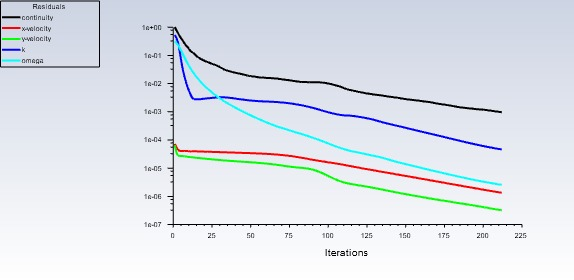 Residuals
continuity
x-velocity
y-velocity
k
omega
1e+00
1e-01
1e-02
1e-03
1e-04
1e-05
1e-06
1e-07
0 25 50 75 100 125 150 175 200 225
Iterations